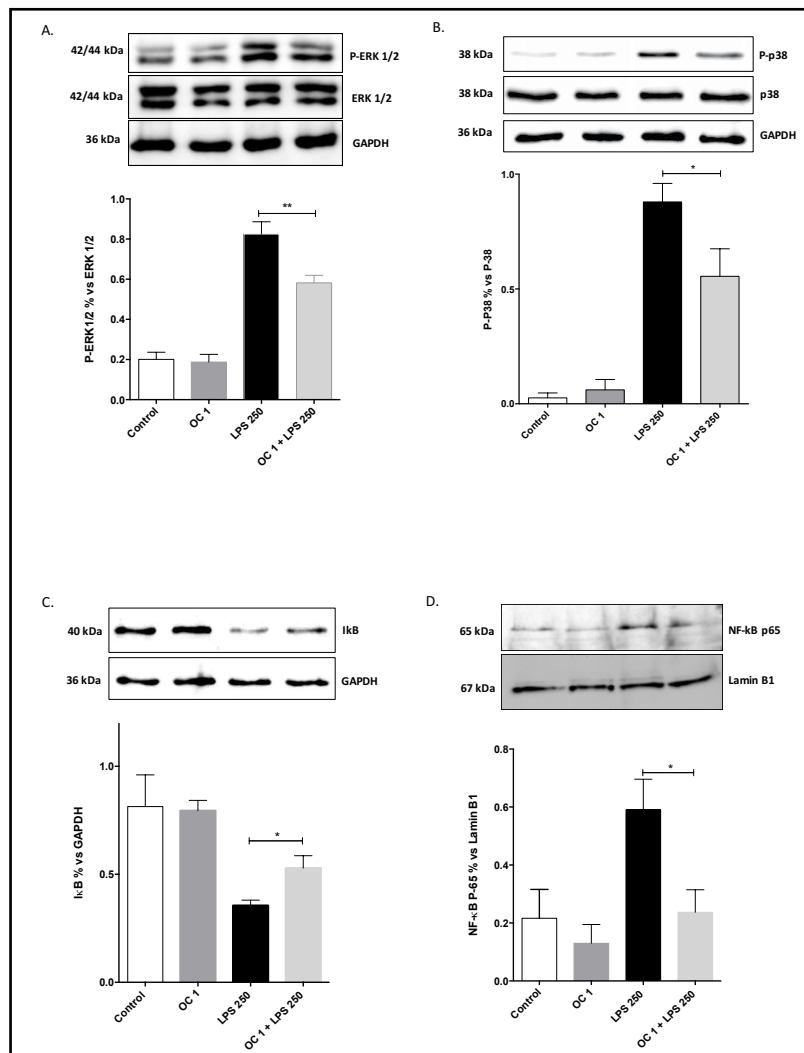 A.
42/44 kDa
P-ERK 1/2
42/44 kDa
ERK 1/2
36 kDa
GAPDH
P-ERK1/2 % vs ERK 1/2
1.0
0.8
0.6
0.4
0.2
0.0
**
Control
OC 1
LPS 250
OC 1 + LPS 250
B.
38 kDa
P-p38
38 kDa
p38
36 kDa
GAPDH
P-P38 % vs P-38
1.0
0.5
0.0
*
Control
OC 1
LPS 250
OC 1 + LPS 250
C.
40 kDa
IkB
36 kDa
GAPDH
IκB % vs GAPDH
1.0
0.5
0.0
*
Control
OC 1
LPS 250
OC 1 + LPS 250
D.
65 kDa
NF-kB p65
67 kDa
Lamin B1
NF-κB P-65 % vs Lamin B1
0.8
0.6
0.4
0.2
0.0
*
Control
OC 1
LPS 250
OC 1 + LPS 250